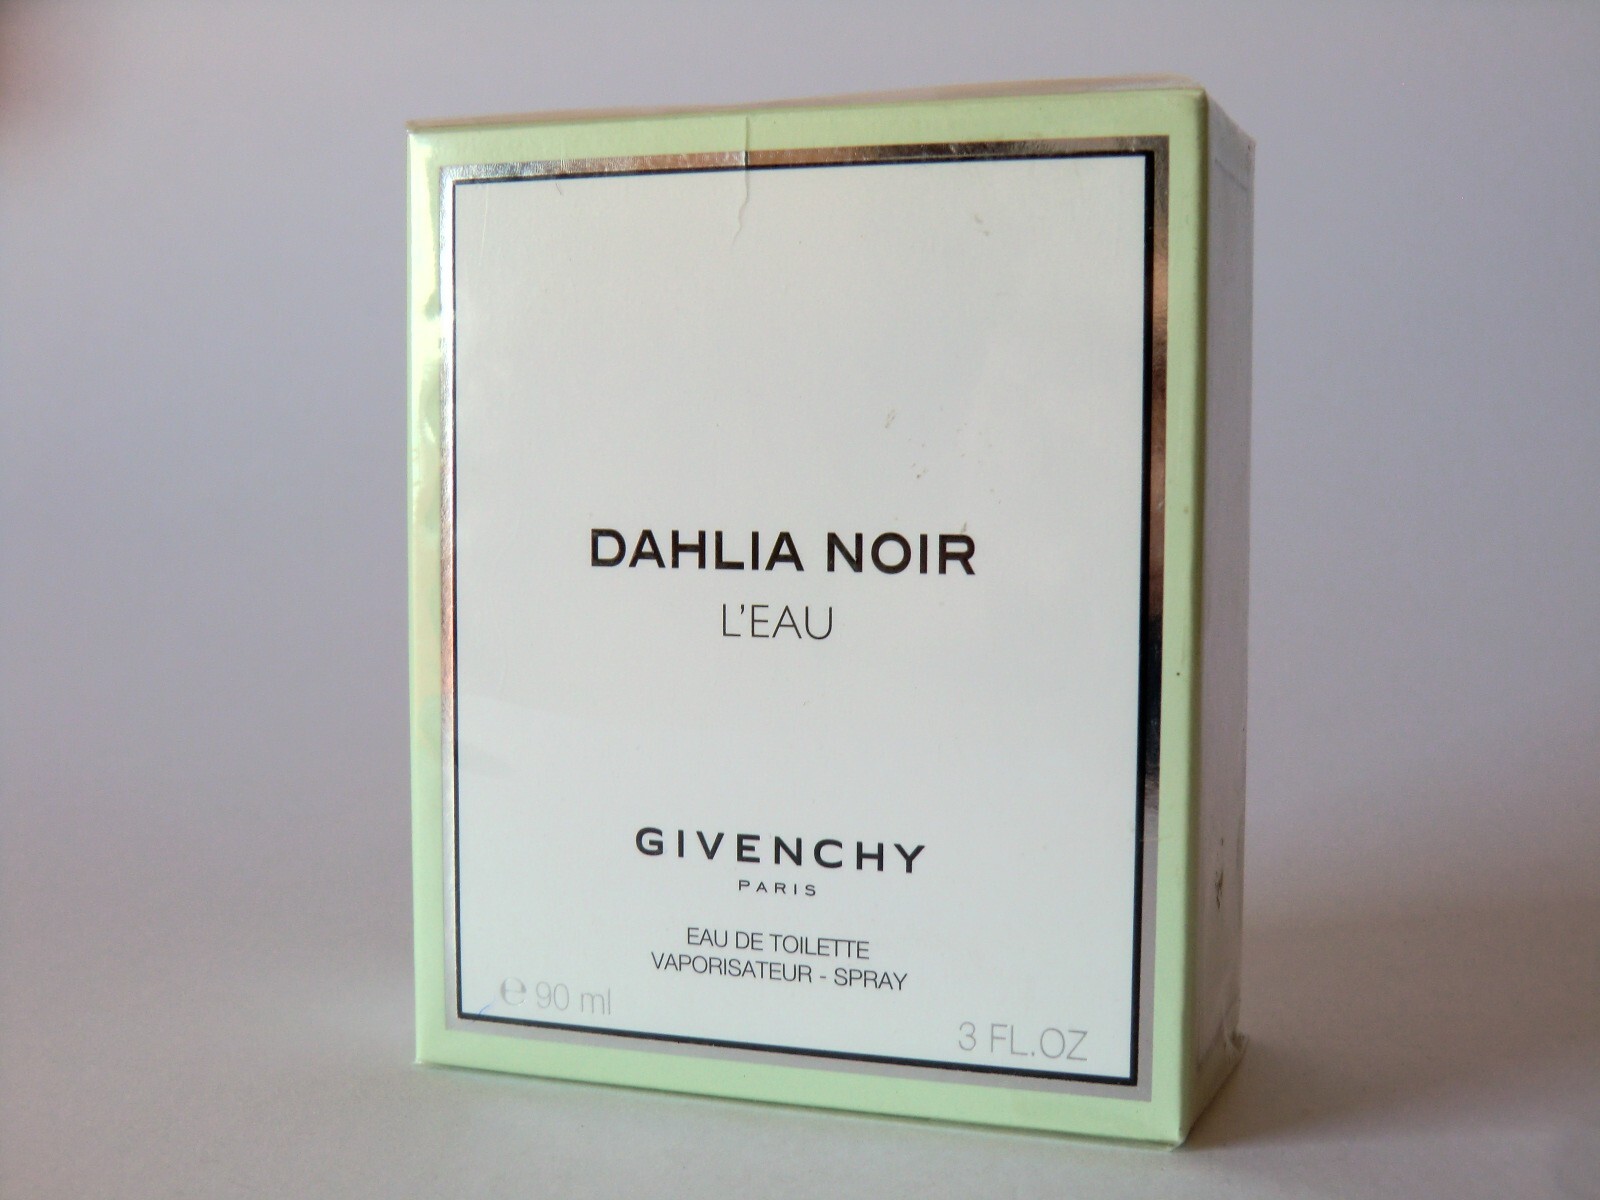 DAHLIA NOIR
L'EAU
GIVENCHY
PARIS
EAU DE TOILETTE
VAPORISATEUR - SPRAY
℮ 90 ml
3 FL.OZ